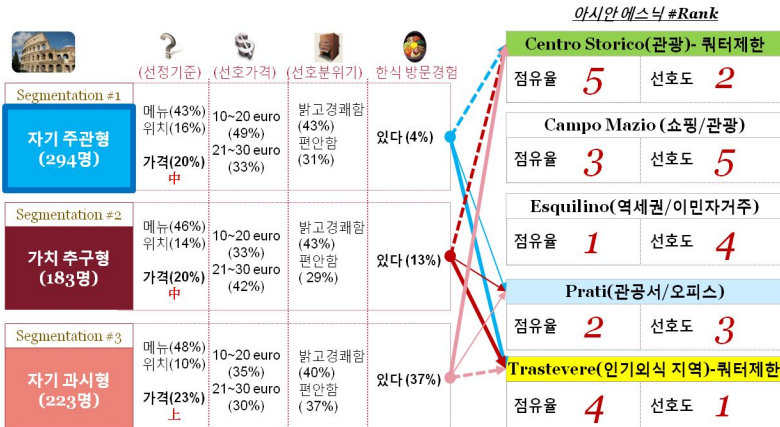 아시안 에스닉 #Rank
(선정기준) (선호가격) (선호분위기) 한식 방문경험
Segmentation #1
자기 주관형
(294명)
메뉴(43%)
위치(16%)
가격(20%)
中
10~20 euro
(49%)
21~30 euro
(33%)
밝고경쾌함
(43%)
편안함
(31%)
있다 (4%)
Segmentation #2
가치 추구형
(183명)
메뉴(46%)
위치(14%)
가격(20%)
中
10~20 euro
(33%)
21~30 euro
(42%)
밝고경쾌함
(43%)
편안함
( 29%)
있다 (13%)
Segmentation #3
자기 과시형
(223명)
메뉴(48%)
위치(10%)
가격(23%)
上
10~20 euro
(35%)
21~30 euro
(30%)
밝고경쾌함
(40%)
편안함
( 37%)
있다 (37%)
Centro Storico(관광)- 쿼터제한
점유율 5 선호도 2
Campo Mazio (쇼핑/관광)
점유율 3 선호도 5
Esquilino(역세권/이민자거주)
점유율 1 선호도 4
Prati(관공서/오피스)
점유율 2 선호도 3
Trastevere(인기외식 지역)-쿼터제한
점유율 4 선호도 1